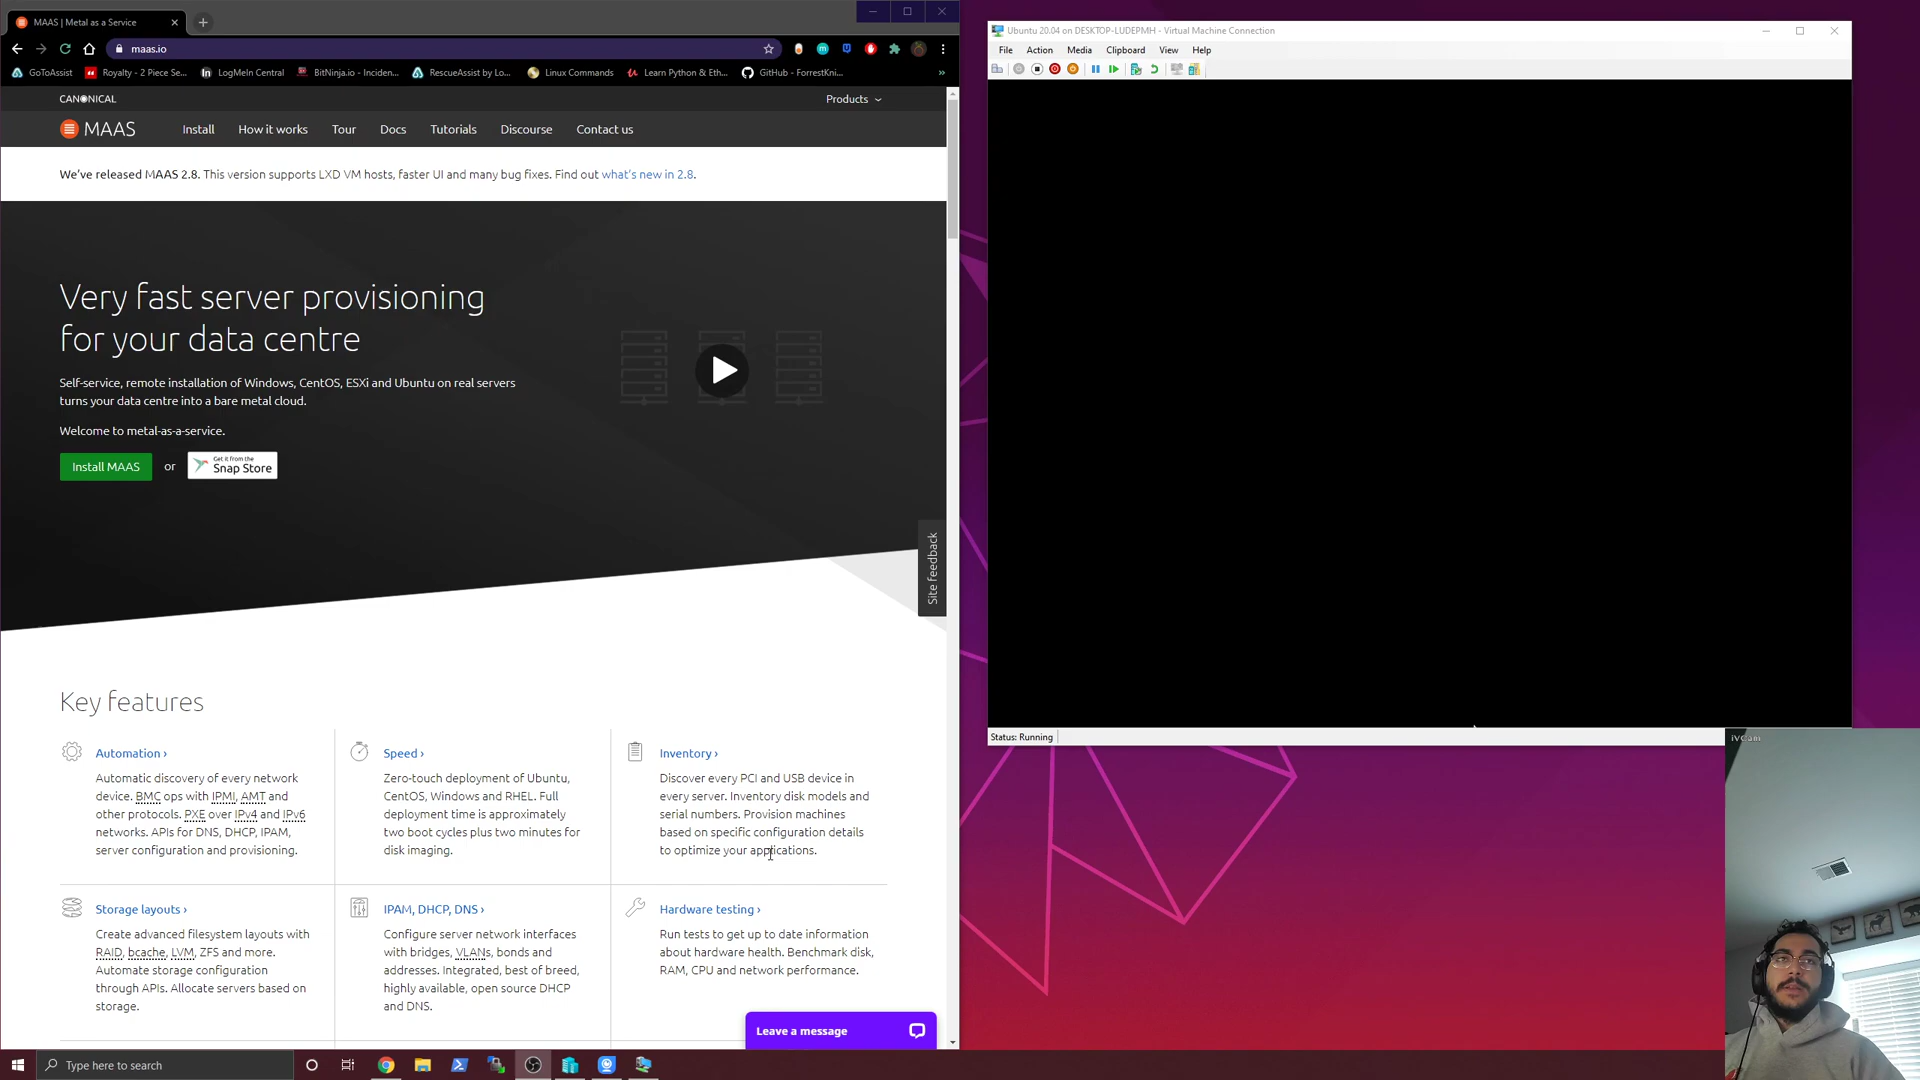 MAAS | Metal as a Service
maas.io
GoToAssist
Royalty - 2 Piece Se...
LogMeIn Central
BitNinja.io - Inciden...
RescueAssist by Lo...
Linux Commands
Learn Python & Eth...
GitHub - ForrestKni...
»
CANONICAL
Products
MAAS
Install
How it works
Tour
Docs
Tutorials
Discourse
Contact us
We've released MAAS 2.8. This version supports LXD VM hosts, faster UI and many bug fixes. Find out what's new in 2.8.
Very fast server provisioning
for your data centre
Self-service, remote installation of Windows, CentOS, ESXi and Ubuntu on real servers
turns your data centre into a bare metal cloud.
Welcome to metal-as-a-service.
Install MAAS
or
Get it from the
Snap Store
Site feedback
Key features
Automation ›
Automatic discovery of every network
device. BMC ops with IPMI, AMT and
other protocols. PXE over IPv4 and IPv6
networks. APIs for DNS, DHCP, IPAM,
server configuration and provisioning.
Speed ›
Zero-touch deployment of Ubuntu,
CentOS, Windows and RHEL. Full
deployment time is approximately
two boot cycles plus two minutes for
disk imaging.
Inventory ›
Discover every PCI and USB device in
every server. Inventory disk models and
serial numbers. Provision machines
based on specific configuration details
to optimize your applications.
Storage layouts ›
Create advanced filesystem layouts with
RAID, bcache, LVM, ZFS and more.
Automate storage configuration
through APIs. Allocate servers based on
storage.
IPAM, DHCP, DNS ›
Configure server network interfaces
with bridges, VLANs, bonds and
addresses. Integrated, best of breed,
highly available, open source DHCP
and DNS.
Hardware testing ›
Run tests to get up to date information
about hardware health. Benchmark disk,
RAM, CPU and network performance.
Leave a message
Type here to search
Ubuntu 20.04 on DESKTOP-LUDEPMH - Virtual Machine Connection
File
Action
Media
Clipboard
View
Help
Status: Running
iVCam